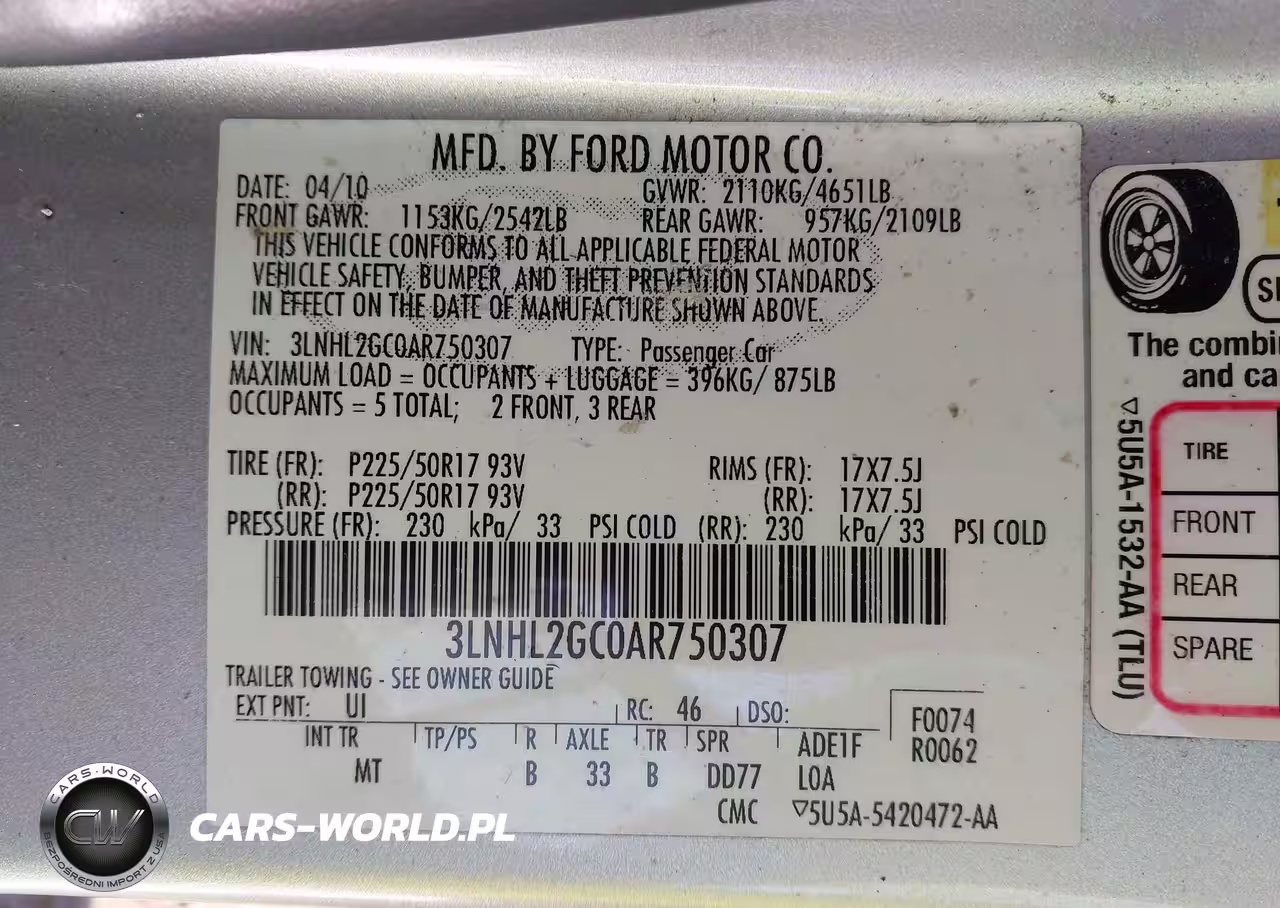 MFD. BY FORD MOTOR CO.
DATE: 04/10 GVWR: 2110KG/4651LB
FRONT GAWR: 1153KG/2542LB REAR GAWR: 957KG/2109LB
THIS VEHICLE CONFORMS TO ALL APPLICABLE FEDERAL MOTOR
VEHICLE SAFETY, BUMPER, AND THEFT PREVENTION STANDARDS
IN EFFECT ON THE DATE OF MANUFACTURE SHOWN ABOVE.
VIN: 3LNHL2GC0AR750307 TYPE: Passenger Car
MAXIMUM LOAD = OCCUPANTS + LUGGAGE = 396KG/ 875LB
OCCUPANTS = 5 TOTAL; 2 FRONT, 3 REAR
TIRE (FR): P225/50R17 93V RIMS (FR): 17X7.5J
(RR): P225/50R17 93V (RR): 17X7.5J
PRESSURE (FR): 230 kPa/ 33 PSI COLD (RR): 230 kPa/ 33 PSI COLD
3LNHL2GC0AR750307
TRAILER TOWING - SEE OWNER GUIDE
EXT PNT: UI RC: 46 DSO: F0074
INT TR TP/PS R AXLE TR SPR ADE1F R0062
MT B 33 B DD77 LOA
CMC ▽5U5A-5420472-AA
The combi
and ca
▽5U5A-1532-AA (TLU)
TIRE
FRONT
REAR
SPARE
CARS-WORLD
CW
BEZPOŚREDNI IMPORT Z USA
CARS-WORLD.PL